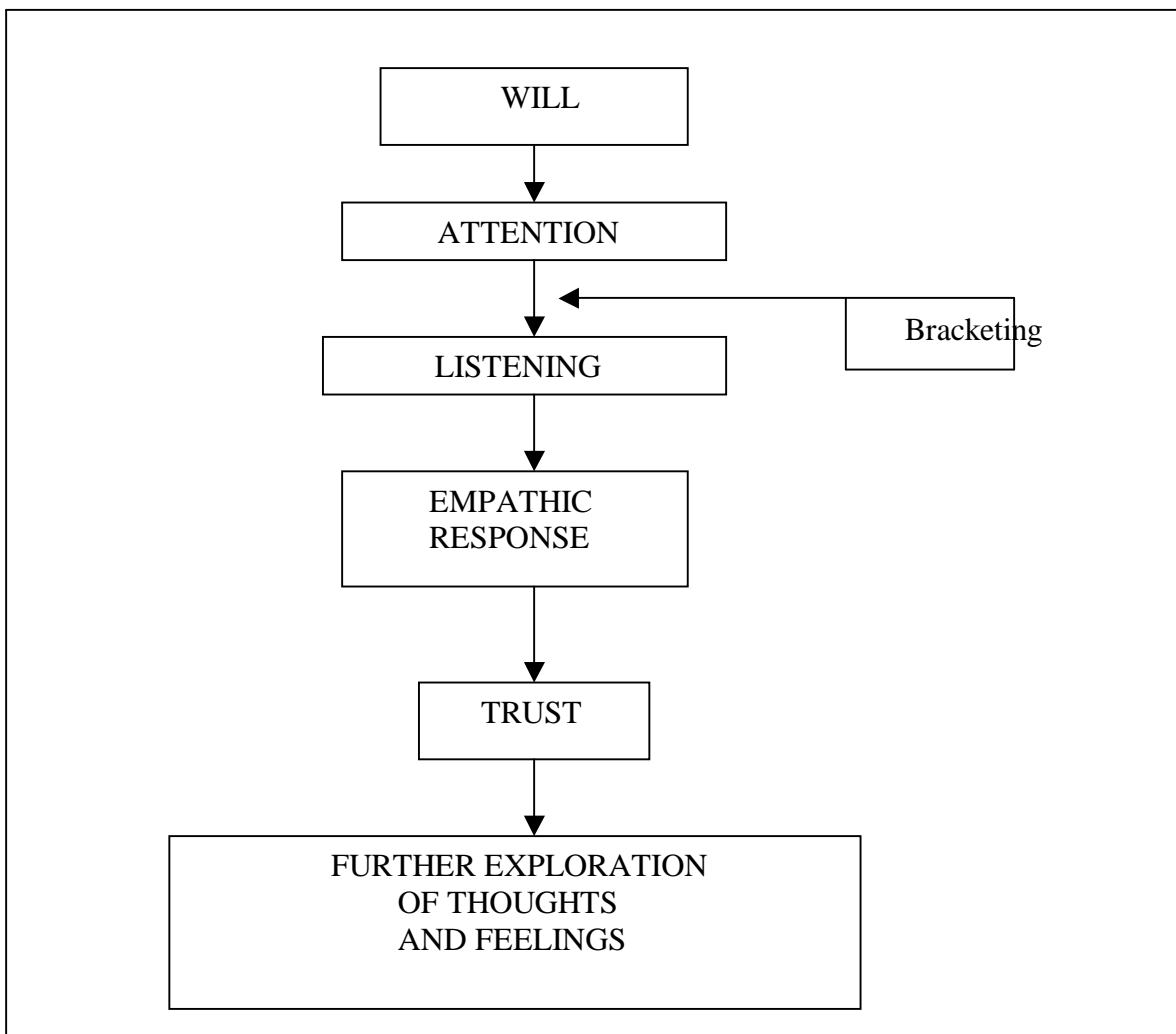 WILL
ATTENTION
Bracketing
LISTENING
EMPATHIC
RESPONSE
TRUST
FURTHER EXPLORATION
OF THOUGHTS
AND FEELINGS